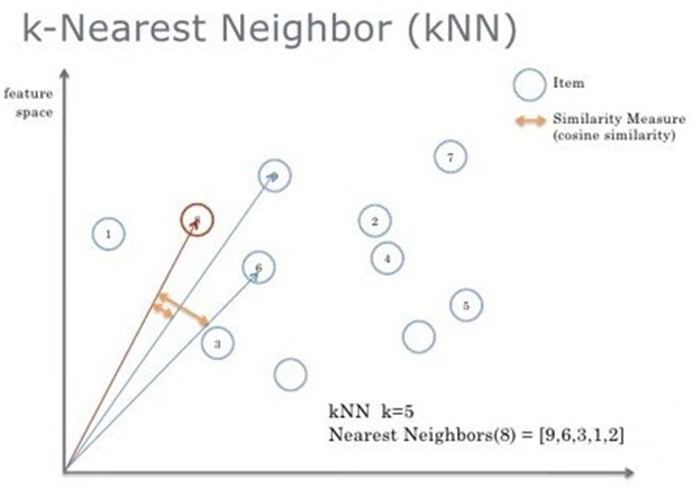 k-Nearest Neighbor (kNN)
feature
space
Item
Similarity Measure
(cosine similarity)
7
9
8
1
2
4
6
5
3
kNN k=5
Nearest Neighbors(8) = [9,6,3,1,2]